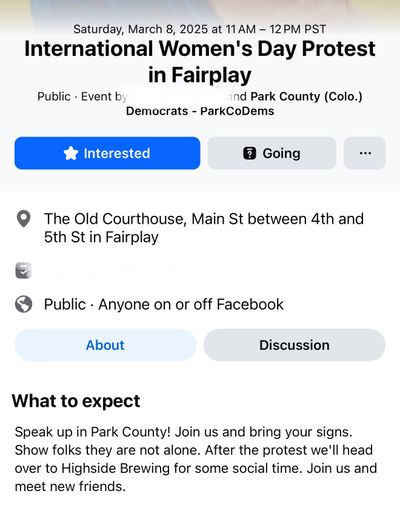 Saturday, March 8, 2025 at 11 AM – 12 PM PST
International Women's Day Protest
in Fairplay
Public · Event by and Park County (Colo.)
Democrats - ParkCoDems
Interested
Going
The Old Courthouse, Main St between 4th and
5th St in Fairplay
Public · Anyone on or off Facebook
About
Discussion
What to expect
Speak up in Park County! Join us and bring your signs.
Show folks they are not alone. After the protest we'll head
over to Highside Brewing for some social time. Join us and
meet new friends.